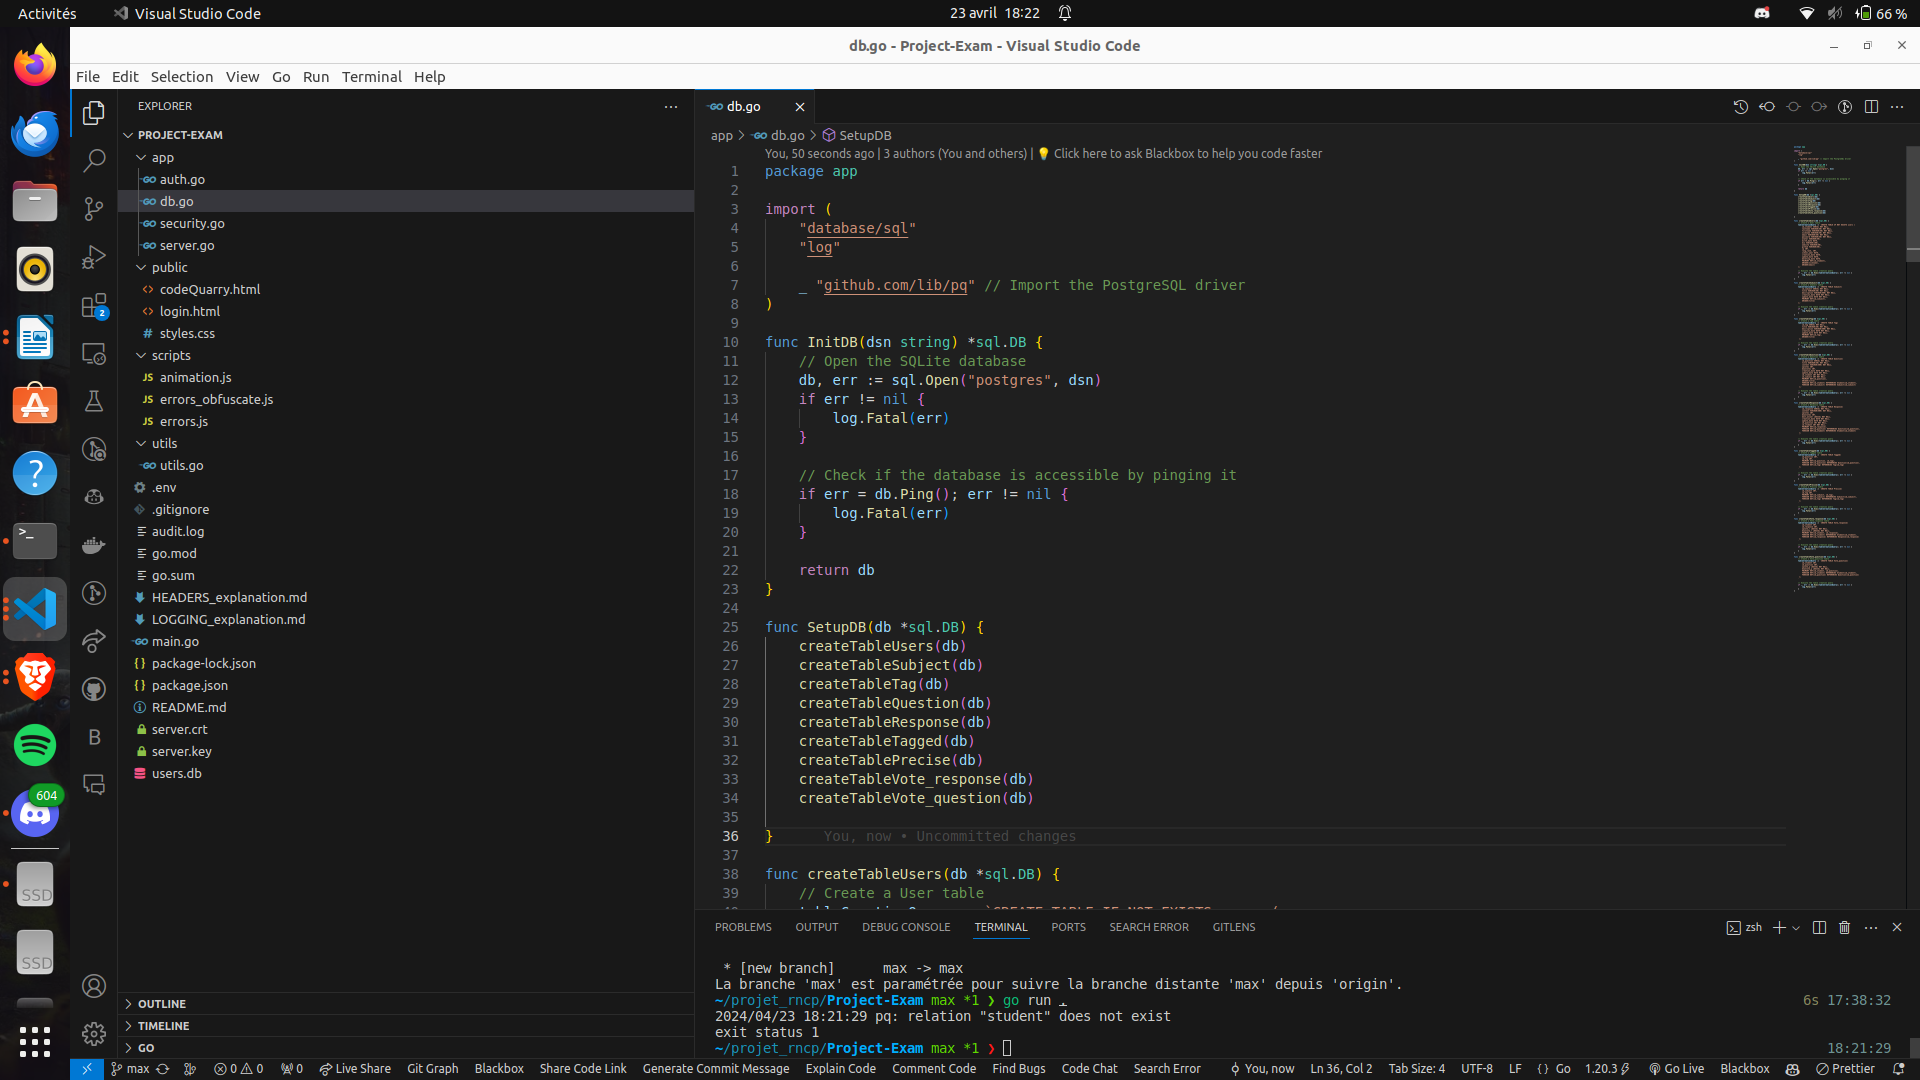 Activités
Visual Studio Code
23 avril 18:22
66 %
db.go - Project-Exam - Visual Studio Code
File Edit Selection View Go Run Terminal Help
EXPLORER
PROJECT-EXAM
app
auth.go
db.go
security.go
server.go
public
codeQuarry.html
login.html
styles.css
scripts
animation.js
errors_obfuscate.js
errors.js
utils
utils.go
.env
.gitignore
audit.log
go.mod
go.sum
HEADERS_explanation.md
LOGGING_explanation.md
main.go
package-lock.json
package.json
README.md
server.crt
server.key
users.db
OUTLINE
TIMELINE
GO
2
604
SSD
SSD
db.go
app > db.go > SetupDB
You, 50 seconds ago | 3 authors (You and others) | 💡 Click here to ask Blackbox to help you code faster
1 package app
2
3 import (
4 "database/sql"
5 "log"
6
7 _ "github.com/lib/pq" // Import the PostgreSQL driver
8 )
9
10 func InitDB(dsn string) *sql.DB {
11 // Open the SQLite database
12 db, err := sql.Open("postgres", dsn)
13 if err != nil {
14 log.Fatal(err)
15 }
16
17 // Check if the database is accessible by pinging it
18 if err = db.Ping(); err != nil {
19 log.Fatal(err)
20 }
21
22 return db
23 }
24
25 func SetupDB(db *sql.DB) {
26 createTableUsers(db)
27 createTableSubject(db)
28 createTableTag(db)
29 createTableQuestion(db)
30 createTableResponse(db)
31 createTableTagged(db)
32 createTablePrecise(db)
33 createTableVote_response(db)
34 createTableVote_question(db)
35
36 } You, now • Uncommitted changes
37
38 func createTableUsers(db *sql.DB) {
39 // Create a User table
PROBLEMS OUTPUT DEBUG CONSOLE TERMINAL PORTS SEARCH ERROR GITLENS
zsh
* [new branch] max -> max
La branche 'max' est paramétrée pour suivre la branche distante 'max' depuis 'origin'.
~/projet_rncp/Project-Exam max *1 ❯ go run . 6s 17:38:32
2024/04/23 18:21:29 pq: relation "student" does not exist
exit status 1
~/projet_rncp/Project-Exam max *1 ❯ 18:21:29
max 0 0 0 Live Share Git Graph Blackbox Share Code Link Generate Commit Message Explain Code Comment Code Find Bugs Code Chat Search Error You, now Ln 36, Col 2 Tab Size: 4 UTF-8 LF {} Go 1.20.3 Go Live Blackbox Prettier